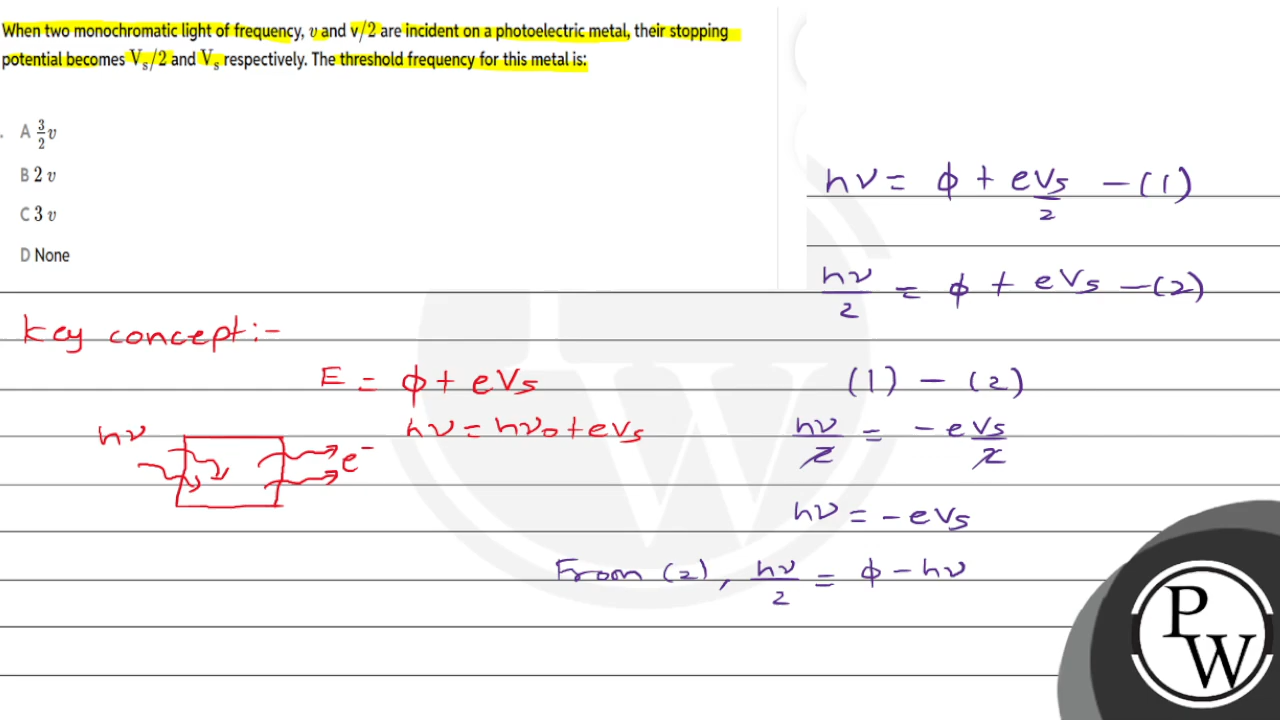 When two monochromatic light of frequency, v and v/2 are incident on a photoelectric metal, their stopping
potential becomes Vₛ/2 and Vₛ respectively. The threshold frequency for this metal is:
. A 3/2 v
B 2 v
C 3 v
D None
Key concept:-
E = ϕ + eVs
hν = hν₀ + eVs
hν
e⁻
hν = ϕ + eVs/2 - (1)
hν/2 = ϕ + eVs - (2)
(1) - (2)
hν/2 = - eVs/2
hν = - eVs
From (2), hν/2 = ϕ - hν
PW